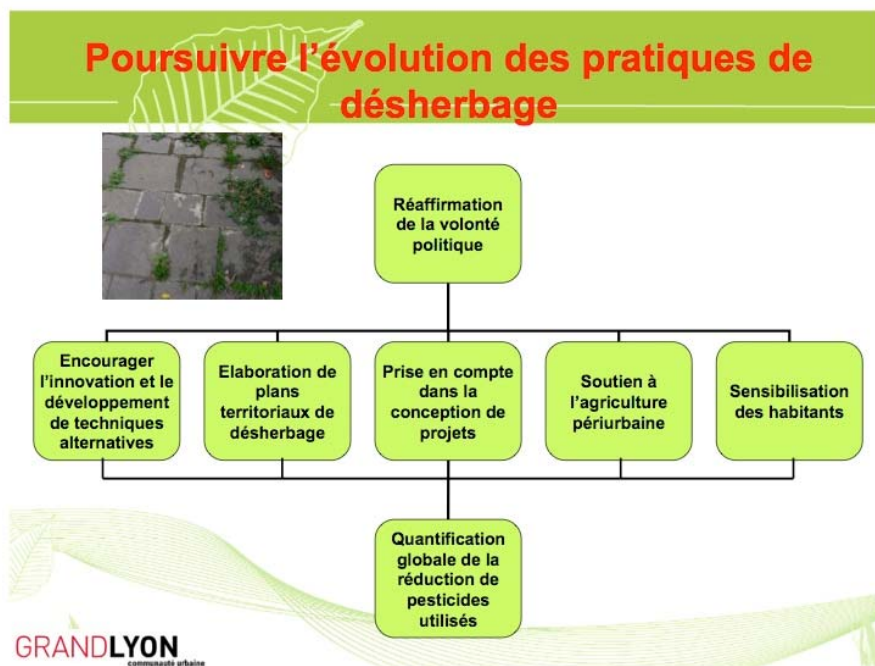 Poursuivre l'évolution des pratiques de
désherbage
Réaffirmation
de la volonté
politique
Encourager
l'innovation et le
développement
de techniques
alternatives
Elaboration de
plans
territoriaux de
désherbage
Prise en compte
dans la
conception de
projets
Soutien à
l'agriculture
périurbaine
Sensibilisation
des habitants
Quantification
globale de la
réduction de
pesticides
utilisés
GRANDLYON
communauté urbaine